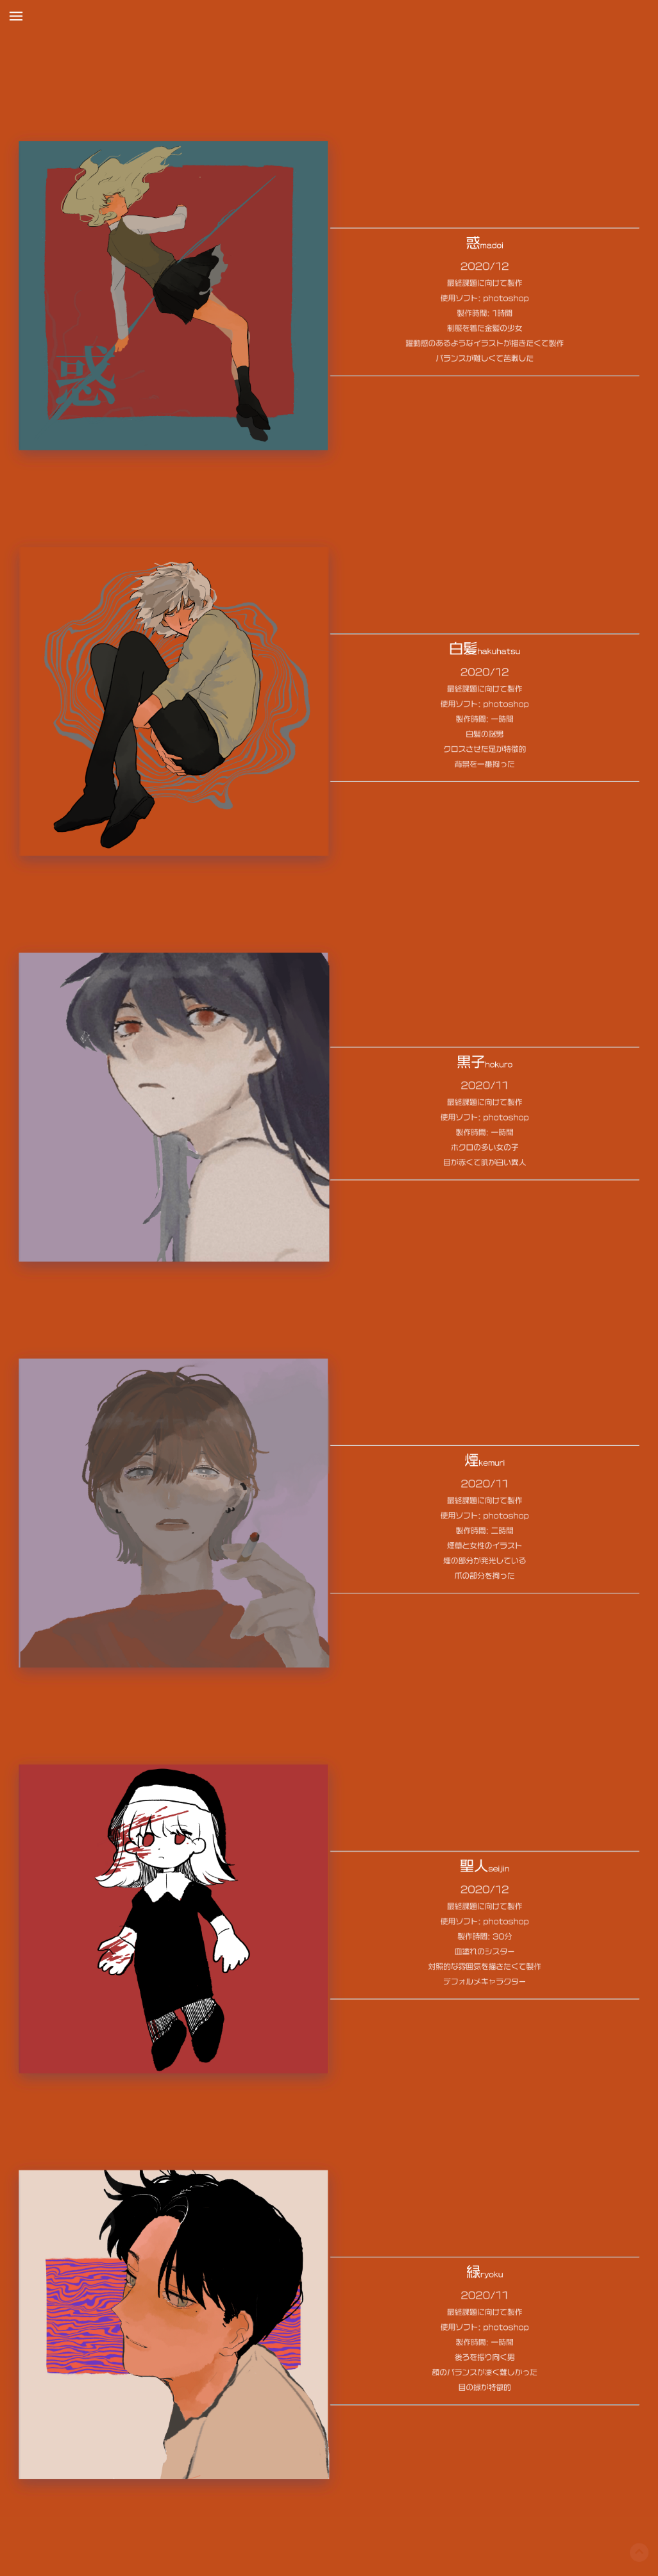 惑
惑madoi
2020/12
最終課題に向けて製作
使用ソフト: photoshop
製作時間: 1時間
制服を着た金髪の少女
躍動感のあるようなイラストが描きたくて製作
バランスが難しくて苦戦した
白髪hakuhatsu
2020/12
最終課題に向けて製作
使用ソフト: photoshop
製作時間: 一時間
白髪の謎男
クロスさせた足が特徴的
背景を一番拘った
黒子hokuro
2020/11
最終課題に向けて製作
使用ソフト: photoshop
製作時間: 一時間
ホクロの多い女の子
目が赤くて肌が白い異人
煙kemuri
2020/11
最終課題に向けて製作
使用ソフト: photoshop
製作時間: 二時間
煙草と女性のイラスト
煙の部分が発光している
爪の部分を拘った
聖人seijin
2020/12
最終課題に向けて製作
使用ソフト: photoshop
製作時間: 30分
血塗れのシスター
対照的な雰囲気を描きたくて製作
デフォルメキャラクター
緑ryoku
2020/11
最終課題に向けて製作
使用ソフト: photoshop
製作時間: 一時間
後ろを振り向く男
顔のバランスが凄く難しかった
目の緑が特徴的